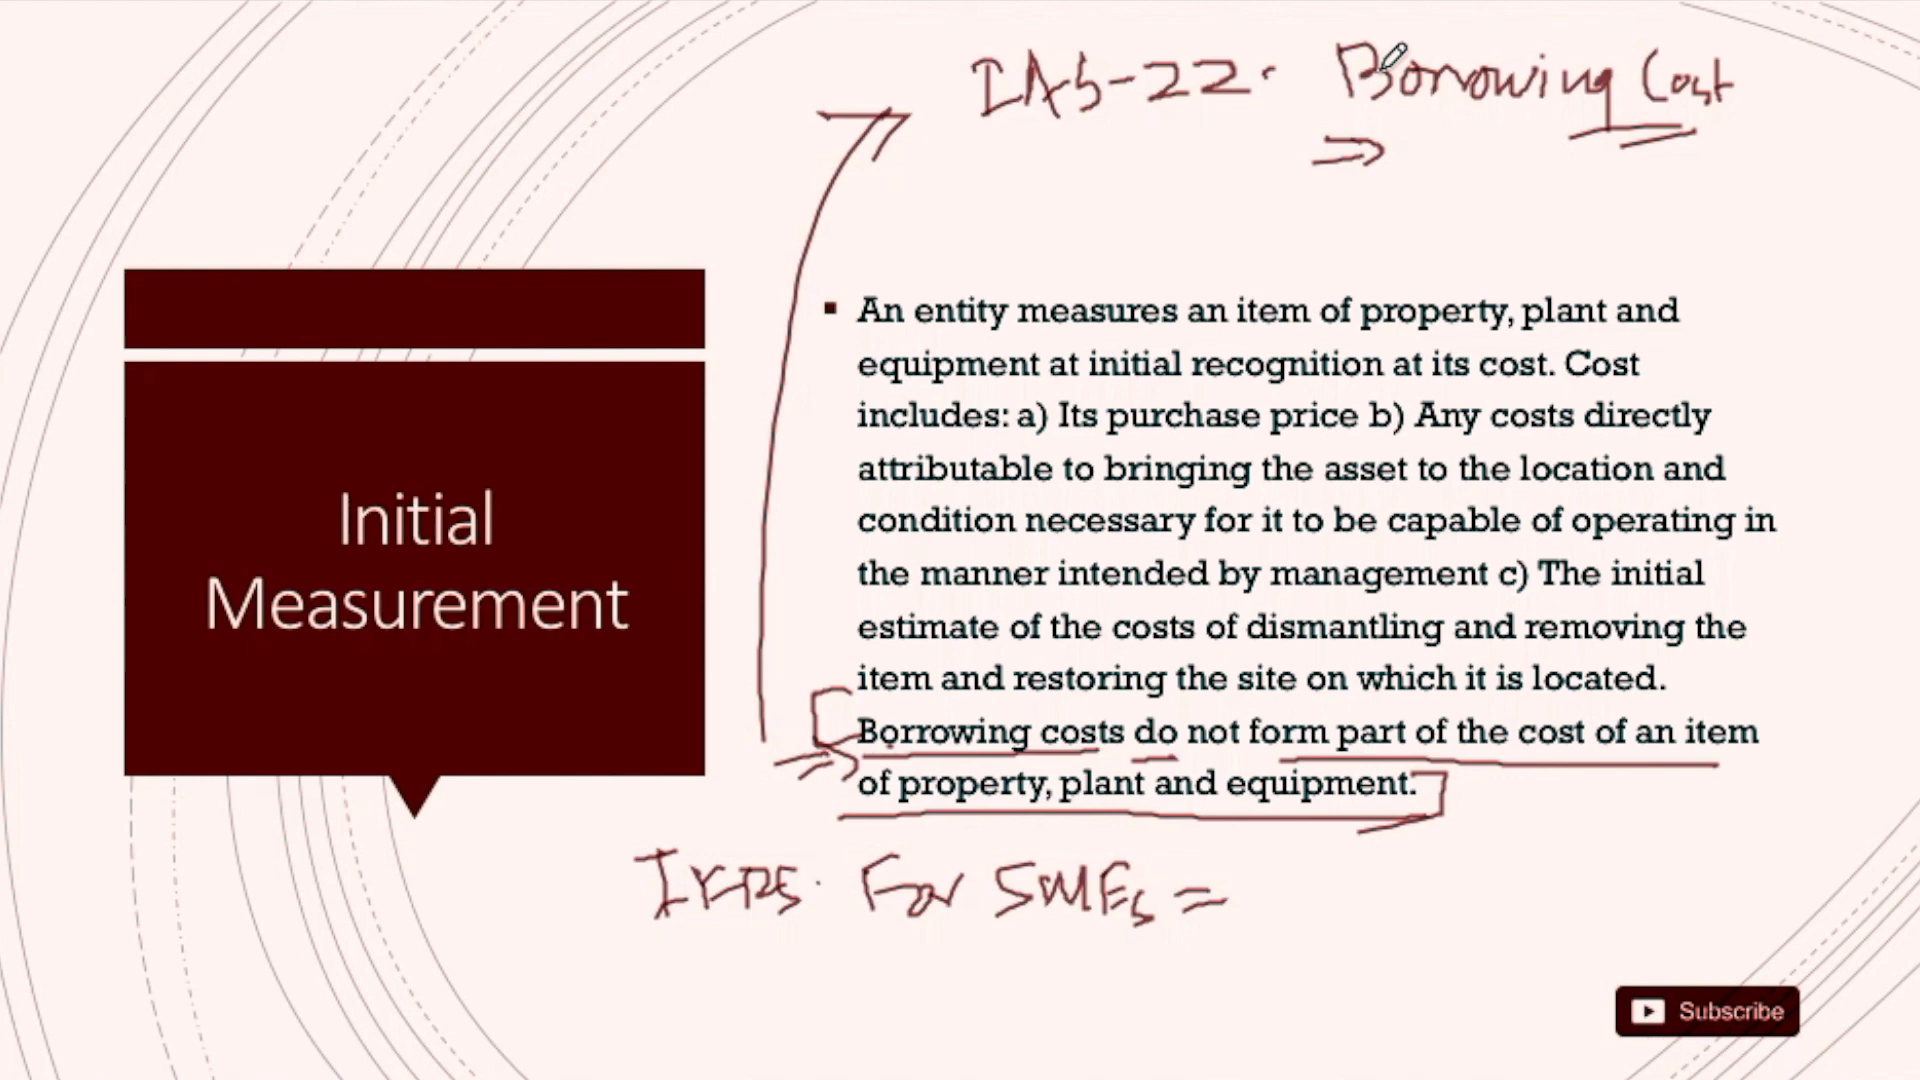 IAS-22. Borrowing Cost
Initial
Measurement
▪ An entity measures an item of property, plant and
equipment at initial recognition at its cost. Cost
includes: a) Its purchase price b) Any costs directly
attributable to bringing the asset to the location and
condition necessary for it to be capable of operating in
the manner intended by management c) The initial
estimate of the costs of dismantling and removing the
item and restoring the site on which it is located.
Borrowing costs do not form part of the cost of an item
of property, plant and equipment.
For SMEs =
Subscribe